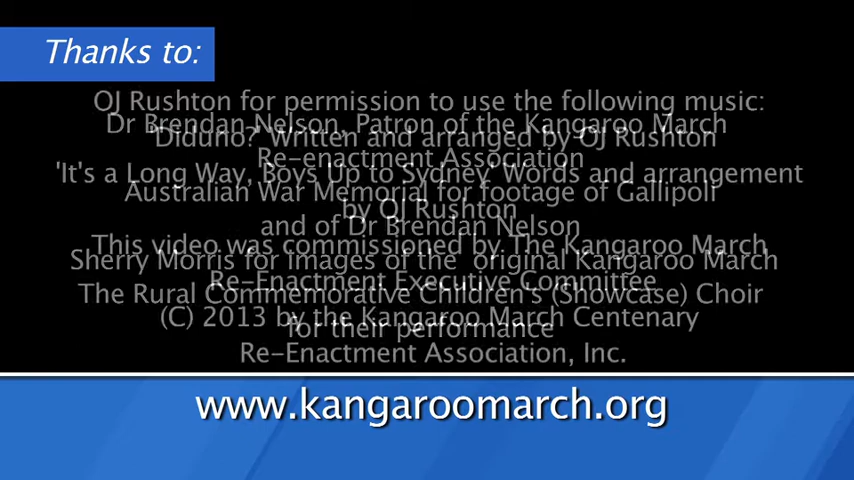 Thanks to:
OJ Rushton for permission to use the following music:
Dr Brendan Nelson, Patron of the Kangaroo March
'Diduno?' Written and arranged by OJ Rushton
Re-enactment Association
'It's a Long Way, Boys Up to Sydney' Words and arrangement
Australian War Memorial for footage of Gallipoli
by OJ Rushton
and of Dr Brendan Nelson
This video was commissioned by The Kangaroo March
Sherry Morris for images of the original Kangaroo March
Re-Enactment Executive Committee
The Rural Commemorative Children's (Showcase) Choir
(C) 2013 by the Kangaroo March Centenary
for their performance
Re-Enactment Association, Inc.
www.kangaroomarch.org